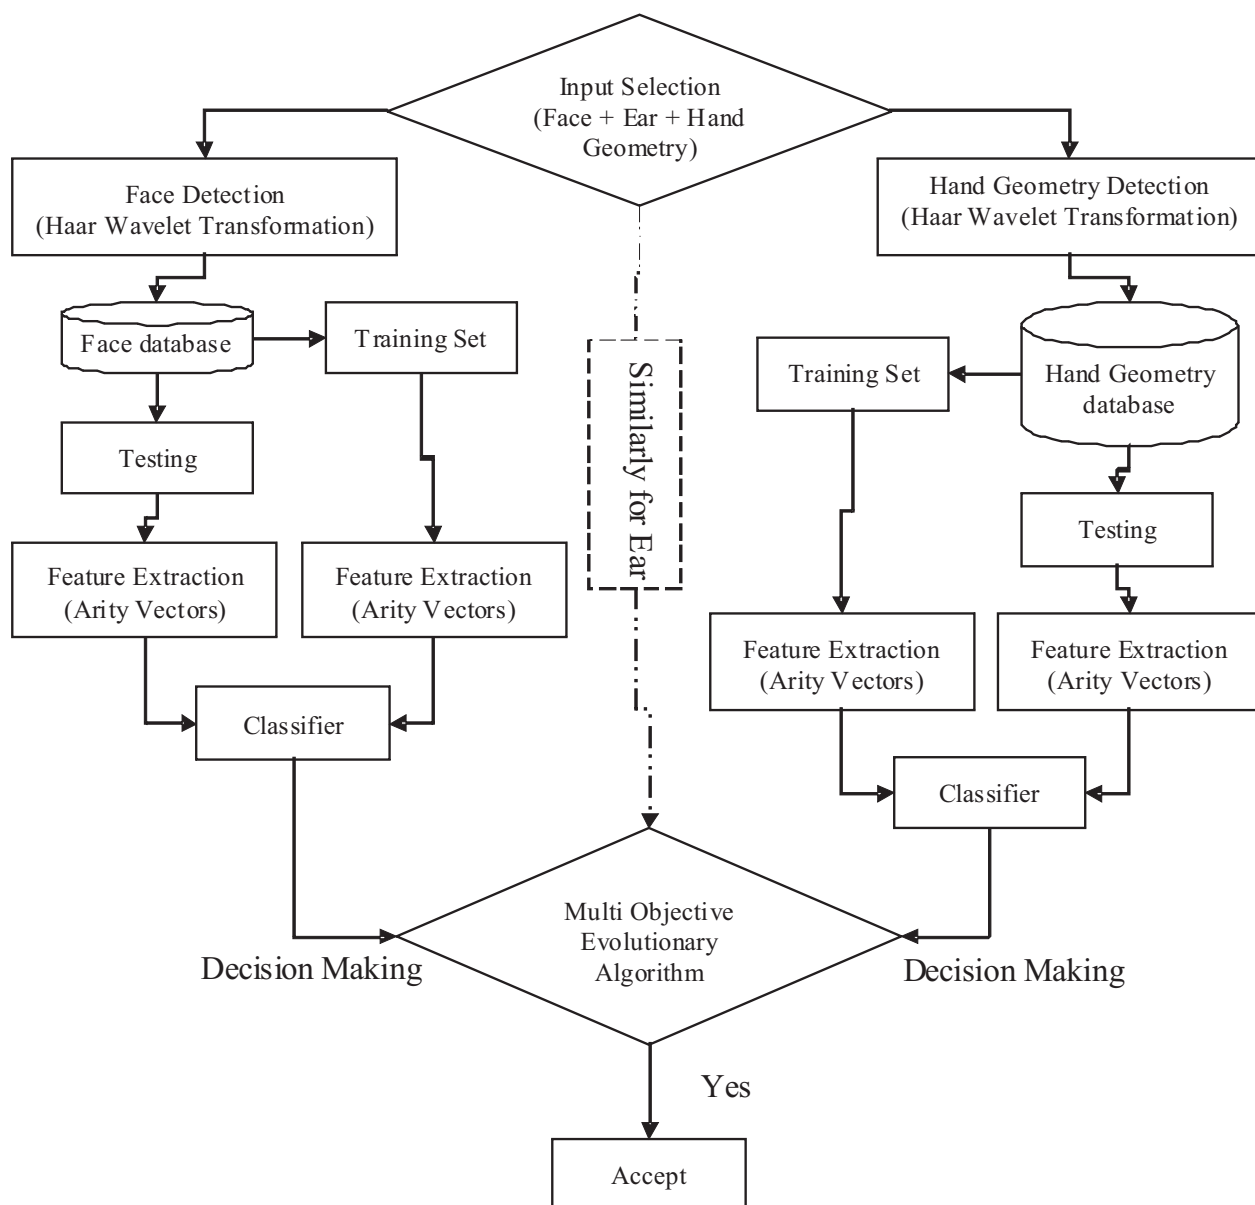 Input Selection
(Face + Ear + Hand
Geometry)
Face Detection
(Haar Wavelet Transformation)
Hand Geometry Detection
(Haar Wavelet Transformation)
Face database
Training Set
Similarly for Ear
Training Set
Hand Geometry
database
Testing
Testing
Feature Extraction
(Arity Vectors)
Feature Extraction
(Arity Vectors)
Feature Extraction
(Arity Vectors)
Feature Extraction
(Arity Vectors)
Classifier
Classifier
Multi Objective
Evolutionary
Algorithm
Decision Making
Decision Making
Yes
Accept